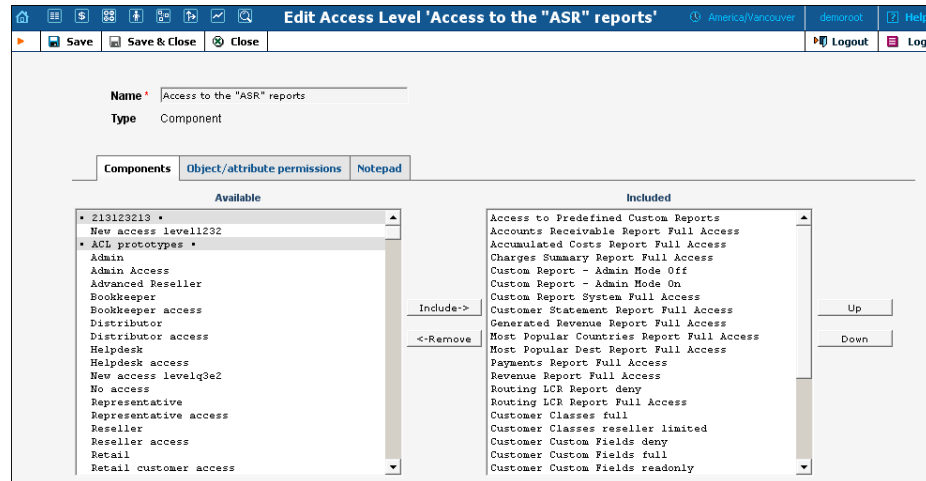 Edit Access Level 'Access to the "ASR" reports'
America/Vancouver
demoroot
? Help
Save
Save & Close
Close
Logout
Log
Name * Access to the "ASR" reports
Type Component
Components
Object/attribute permissions
Notepad
Available
• 213123213 •
New access level1232
• ACL prototypes •
Admin
Admin Access
Advanced Reseller
Bookkeeper
Bookkeeper access
Distributor
Distributor access
Helpdesk
Helpdesk access
New access levelq3e2
No access
Representative
Representative access
Reseller
Reseller access
Retail
Retail customer access
Include->
<-Remove
Included
Access to Predefined Custom Reports
Accounts Receivable Report Full Access
Accumulated Costs Report Full Access
Charges Summary Report Full Access
Custom Report - Admin Mode Off
Custom Report - Admin Mode On
Custom Report System Full Access
Customer Statement Report Full Access
Generated Revenue Report Full Access
Most Popular Countries Report Full Access
Most Popular Dest Report Full Access
Payments Report Full Access
Revenue Report Full Access
Routing LCR Report deny
Routing LCR Report Full Access
Customer Classes full
Customer Classes reseller limited
Customer Custom Fields deny
Customer Custom Fields full
Customer Custom Fields readonly
Up
Down